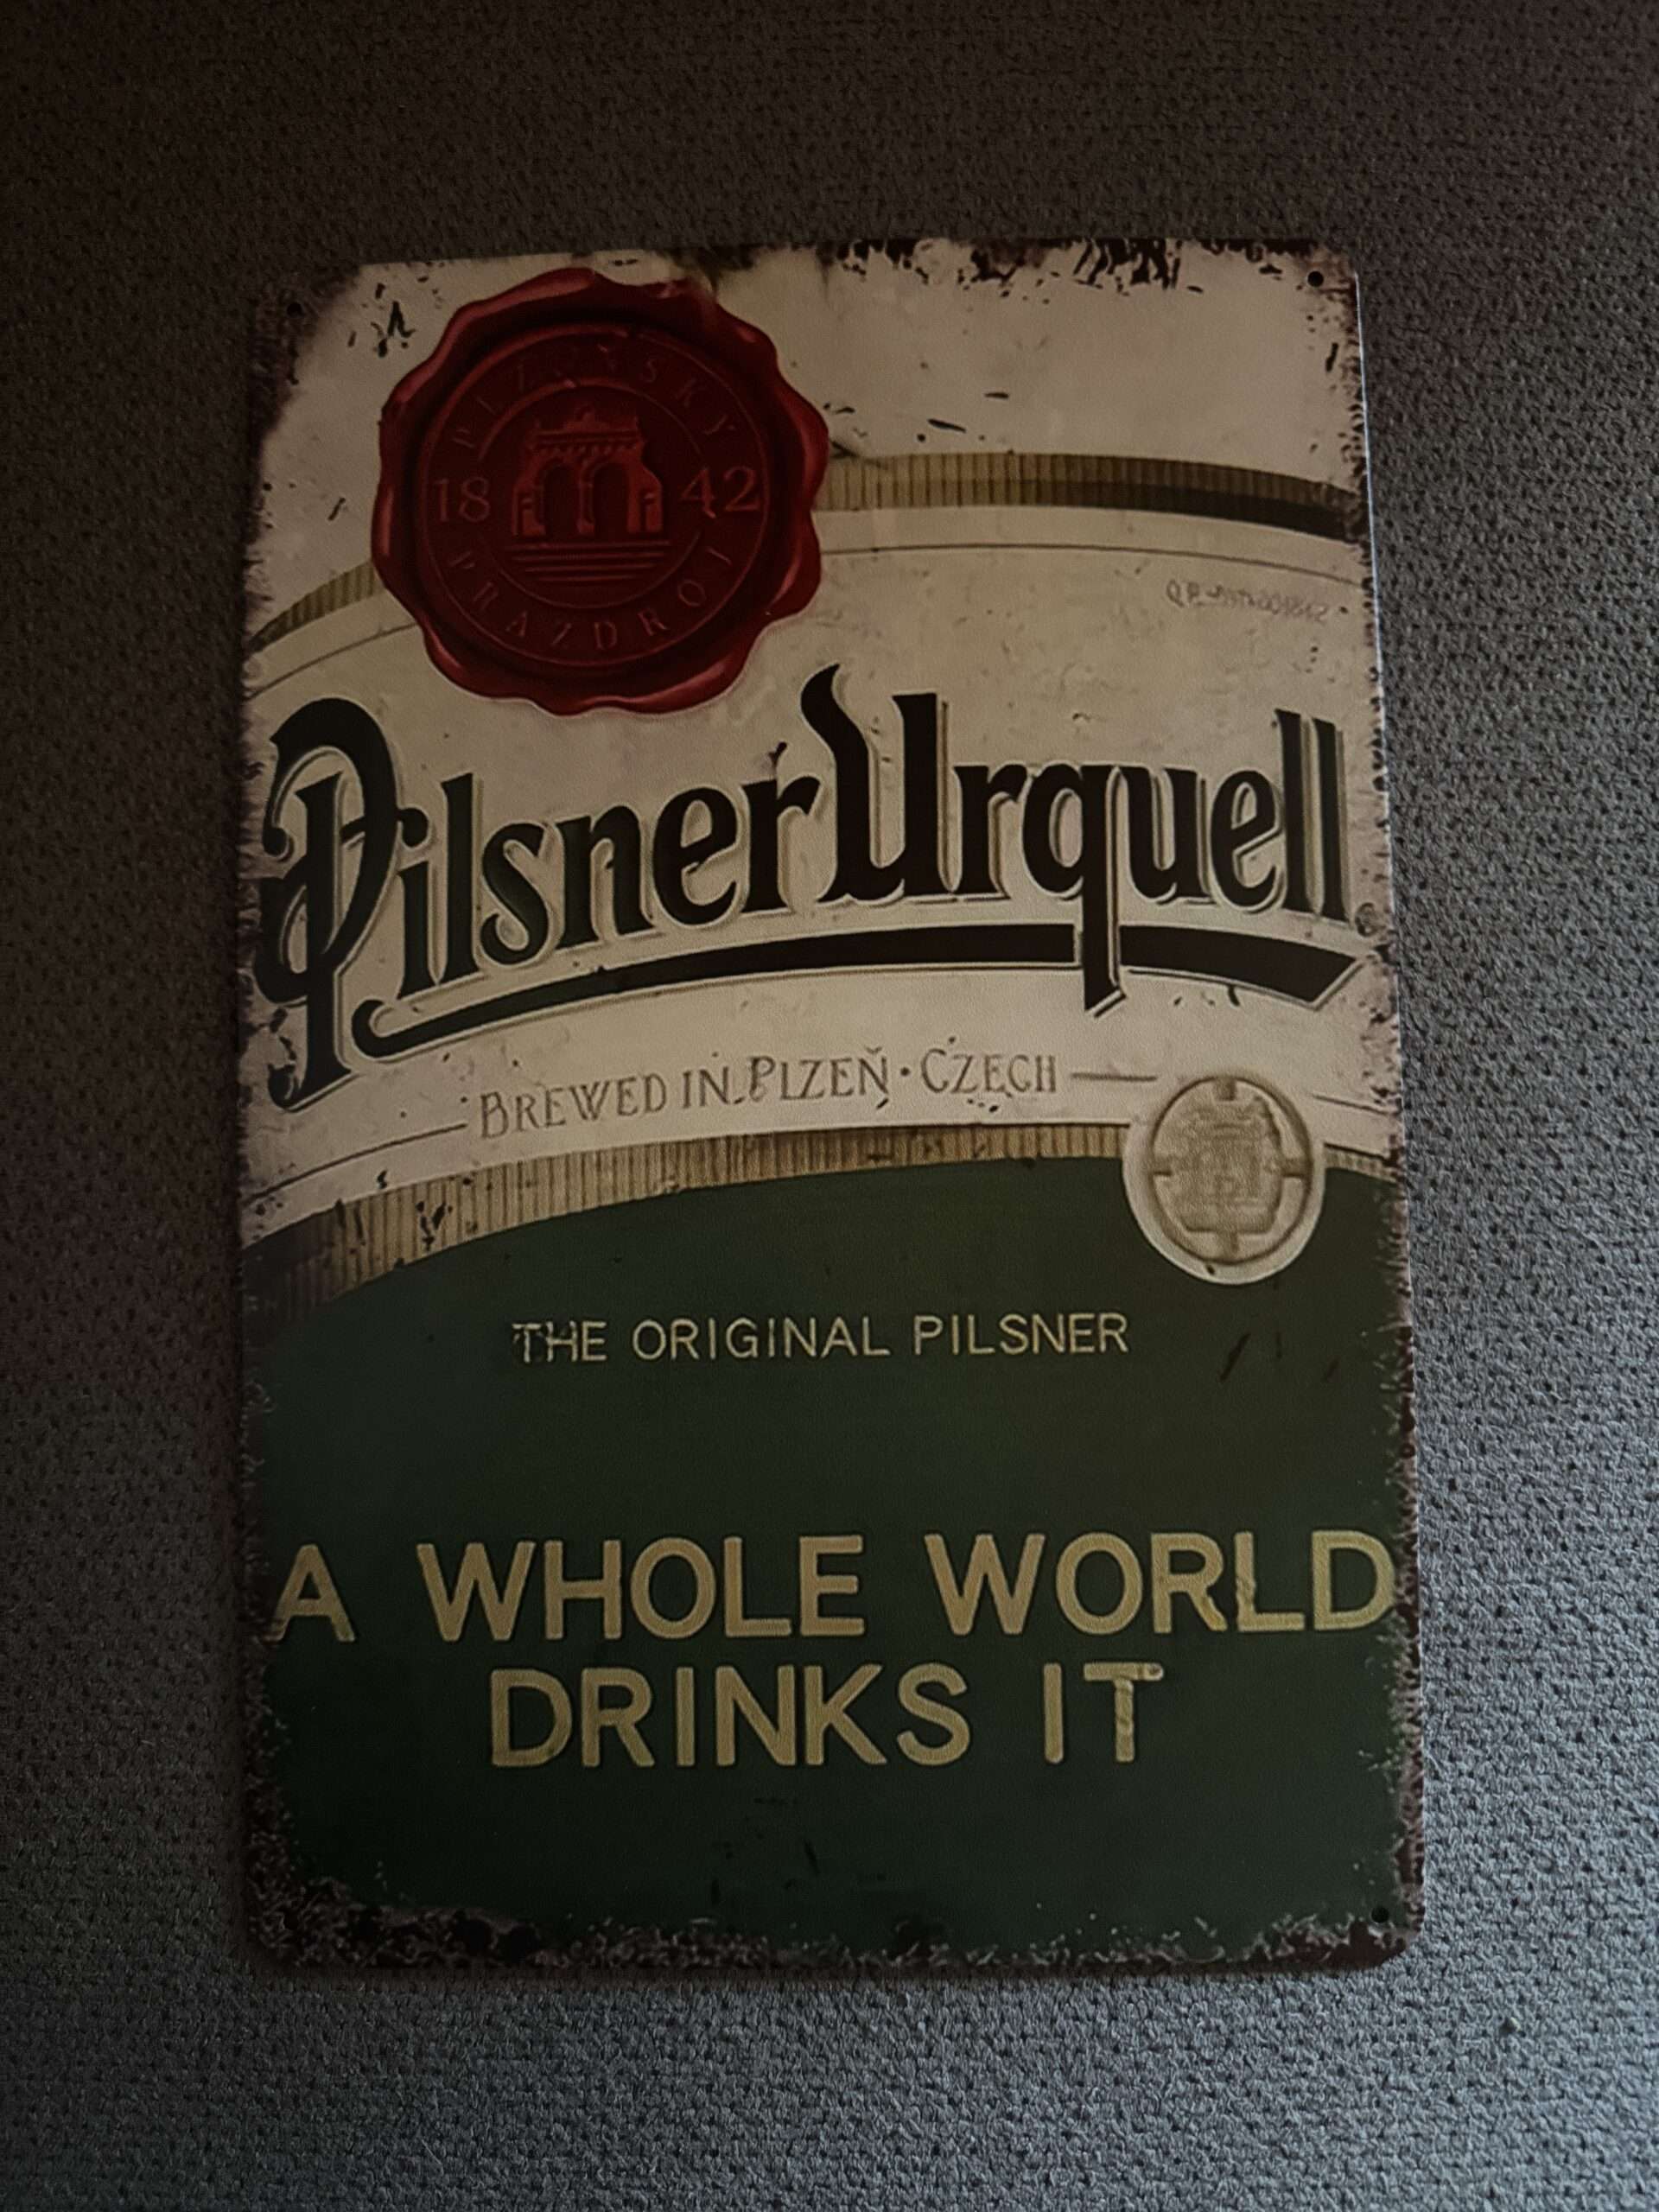 PLZEŇSKÝ
18 42
PRAZDROJ
Pilsner Urquell
BREWED IN PLZEŇ · CZECH
THE ORIGINAL PILSNER
A WHOLE WORLD
DRINKS IT